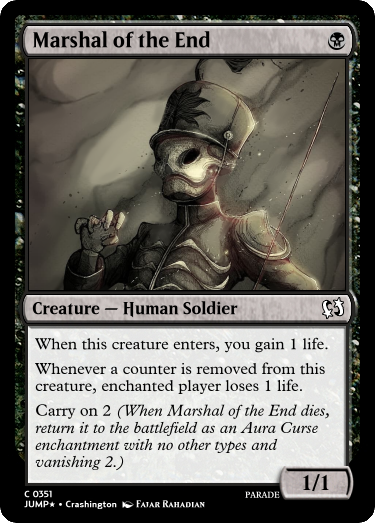 Marshal of the End
Creature — Human Soldier
When this creature enters, you gain 1 life.
Whenever a counter is removed from this
creature, enchanted player loses 1 life.
Carry on 2 (When Marshal of the End dies,
return it to the battlefield as an Aura Curse
enchantment with no other types and
vanishing 2.)
1/1
C 0351
PARADE
JUMP★ • Crashington Fajar Rahadian